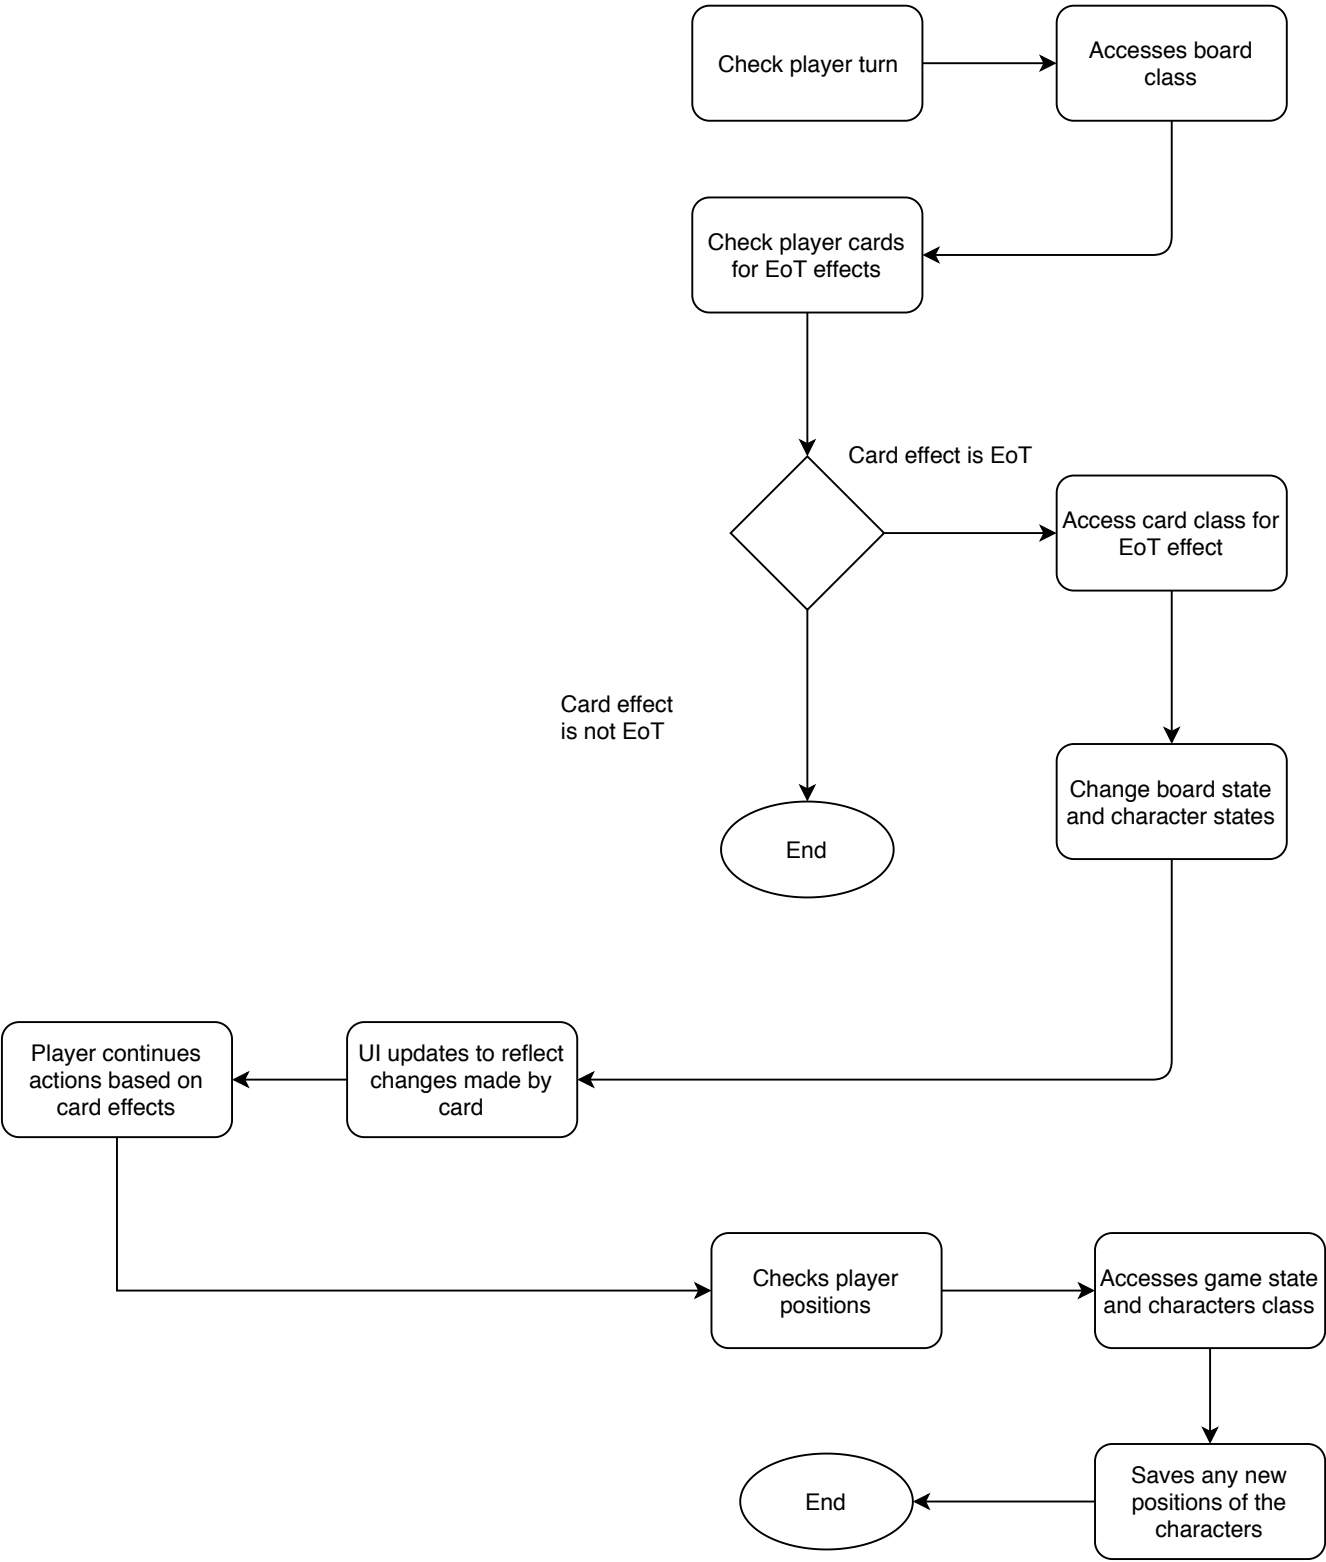 Check player turn
Accesses board
class
Check player cards
for EoT effects
Card effect is EoT
Access card class for
EoT effect
Card effect
is not EoT
Change board state
and character states
End
Player continues
actions based on
card effects
UI updates to reflect
changes made by
card
Checks player
positions
Accesses game state
and characters class
End
Saves any new
positions of the
characters